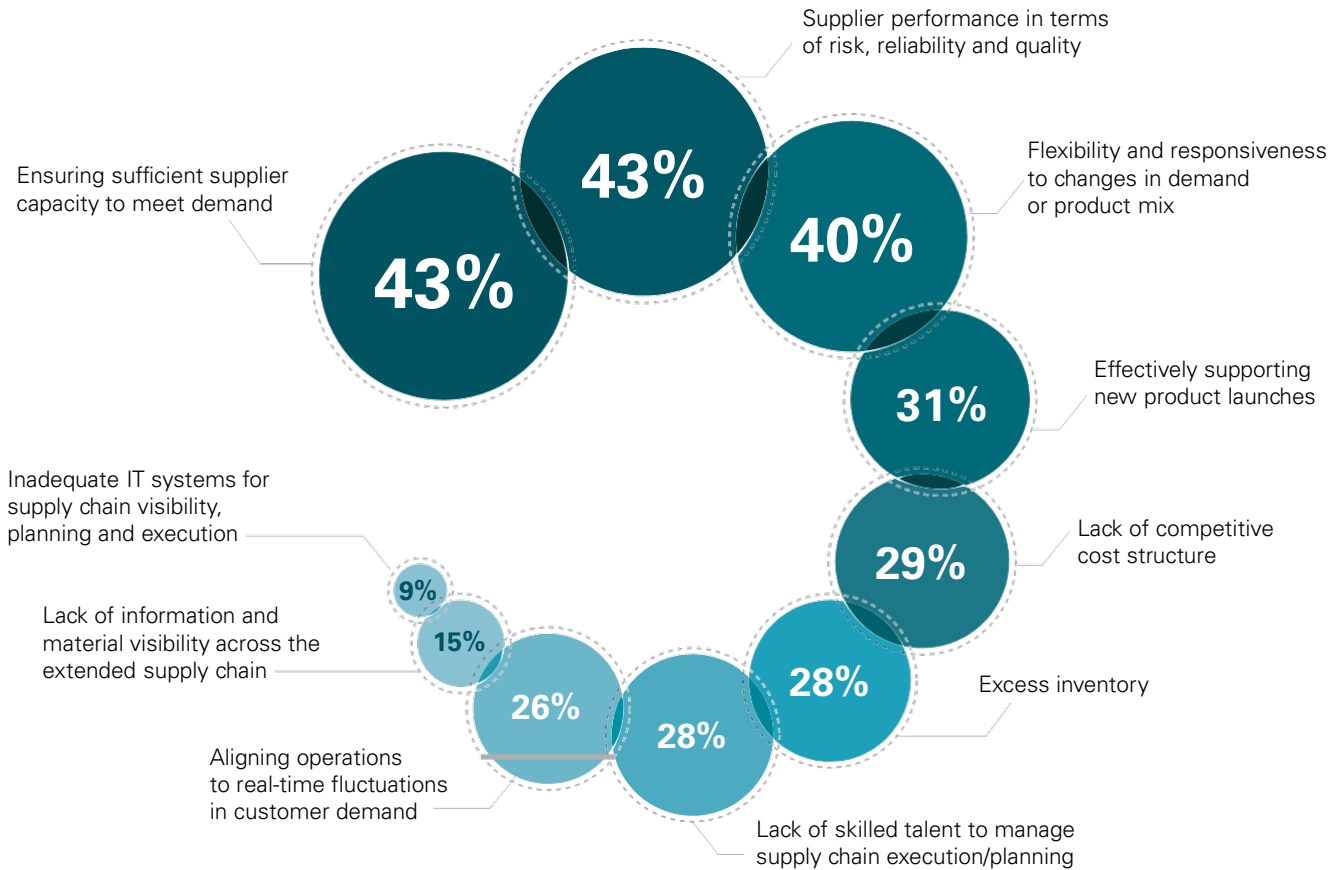 Supplier performance in terms
of risk, reliability and quality
43%
Ensuring sufficient supplier
capacity to meet demand
43%
Flexibility and responsiveness
to changes in demand
or product mix
40%
Effectively supporting
new product launches
31%
Lack of competitive
cost structure
29%
Excess inventory
28%
Lack of skilled talent to manage
supply chain execution/planning
28%
Aligning operations
to real-time fluctuations
in customer demand
26%
Lack of information and
material visibility across the
extended supply chain
15%
Inadequate IT systems for
supply chain visibility,
planning and execution
9%